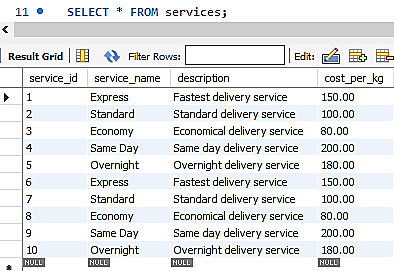 11 SELECT * FROM services;
Result Grid Filter Rows: Edit:
service_id service_name description cost_per_kg
1 Express Fastest delivery service 150.00
2 Standard Standard delivery service 100.00
3 Economy Economical delivery service 80.00
4 Same Day Same day delivery service 200.00
5 Overnight Overnight delivery service 180.00
6 Express Fastest delivery service 150.00
7 Standard Standard delivery service 100.00
8 Economy Economical delivery service 80.00
9 Same Day Same day delivery service 200.00
10 Overnight Overnight delivery service 180.00
NULL NULL NULL NULL